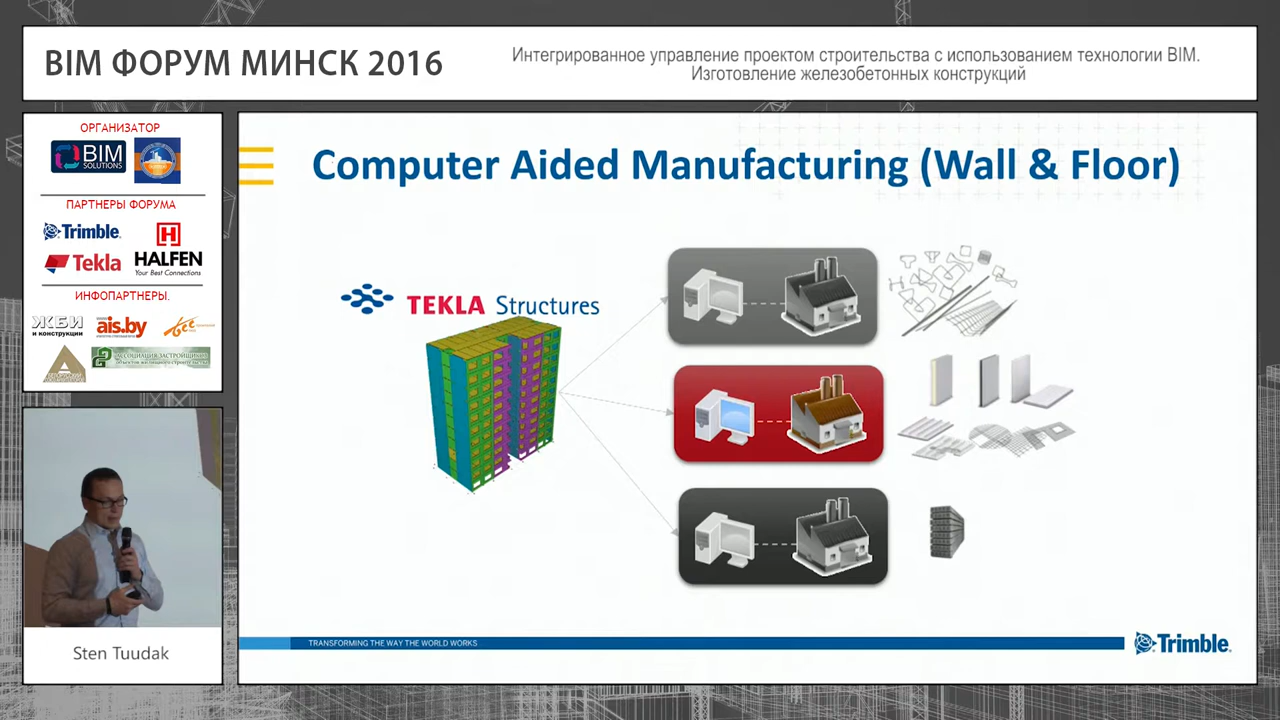 BIM ФОРУМ МИНСК 2016
Интегрированное управление проектом строительства с использованием технологии BIM.
Изготовление железобетонных конструкций
ОРГАНИЗАТОР
BIM
SOLUTIONS
ПАРТНЕРЫ ФОРУМА
Trimble.
HALFEN
Your Best Connections
Tekla
ИНФОПАРТНЕРЫ.
ЖБИ
и конструкции
ais.by
АССОЦИАЦИЯ ЗАСТРОЙЩИКОВ
Sten Tuudak
Computer Aided Manufacturing (Wall & Floor)
TEKLA Structures
TRANSFORMING THE WAY THE WORLD WORKS
Trimble.